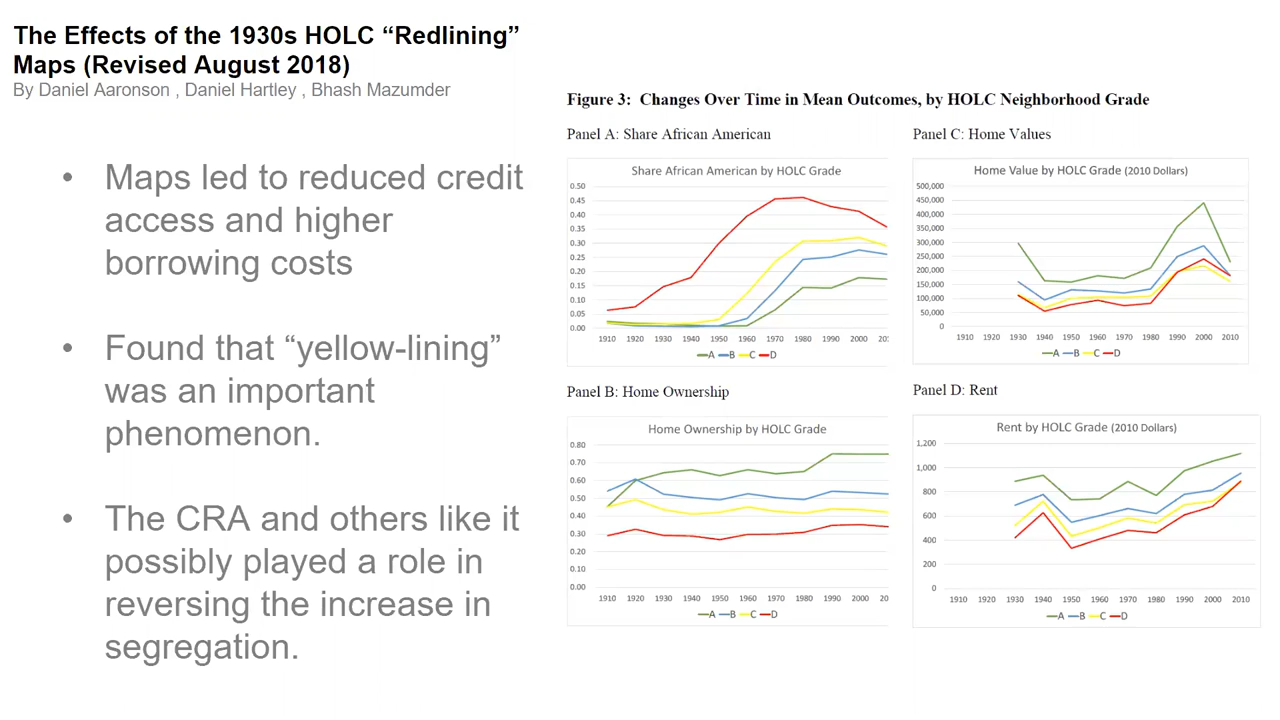 The Effects of the 1930s HOLC “Redlining”
Maps (Revised August 2018)
By Daniel Aaronson , Daniel Hartley , Bhash Mazumder
• Maps led to reduced credit
access and higher
borrowing costs
• Found that “yellow-lining”
was an important
phenomenon.
• The CRA and others like it
possibly played a role in
reversing the increase in
segregation.
Figure 3: Changes Over Time in Mean Outcomes, by HOLC Neighborhood Grade
Panel A: Share African American
Share African American by HOLC Grade
0.50
0.45
0.40
0.35
0.30
0.25
0.20
0.15
0.10
0.05
0.00
1910 1920 1930 1940 1950 1960 1970 1980 1990 2000 20
A B C D
Panel C: Home Values
Home Value by HOLC Grade (2010 Dollars)
500,000
450,000
400,000
350,000
300,000
250,000
200,000
150,000
100,000
50,000
0
1910 1920 1930 1940 1950 1960 1970 1980 1990 2000 2010
A B C D
Panel B: Home Ownership
Home Ownership by HOLC Grade
0.80
0.70
0.60
0.50
0.40
0.30
0.20
0.10
0.00
1910 1920 1930 1940 1950 1960 1970 1980 1990 2000 20
A B C D
Panel D: Rent
Rent by HOLC Grade (2010 Dollars)
1,200
1,000
800
600
400
200
0
1910 1920 1930 1940 1950 1960 1970 1980 1990 2000 2010
A B C D